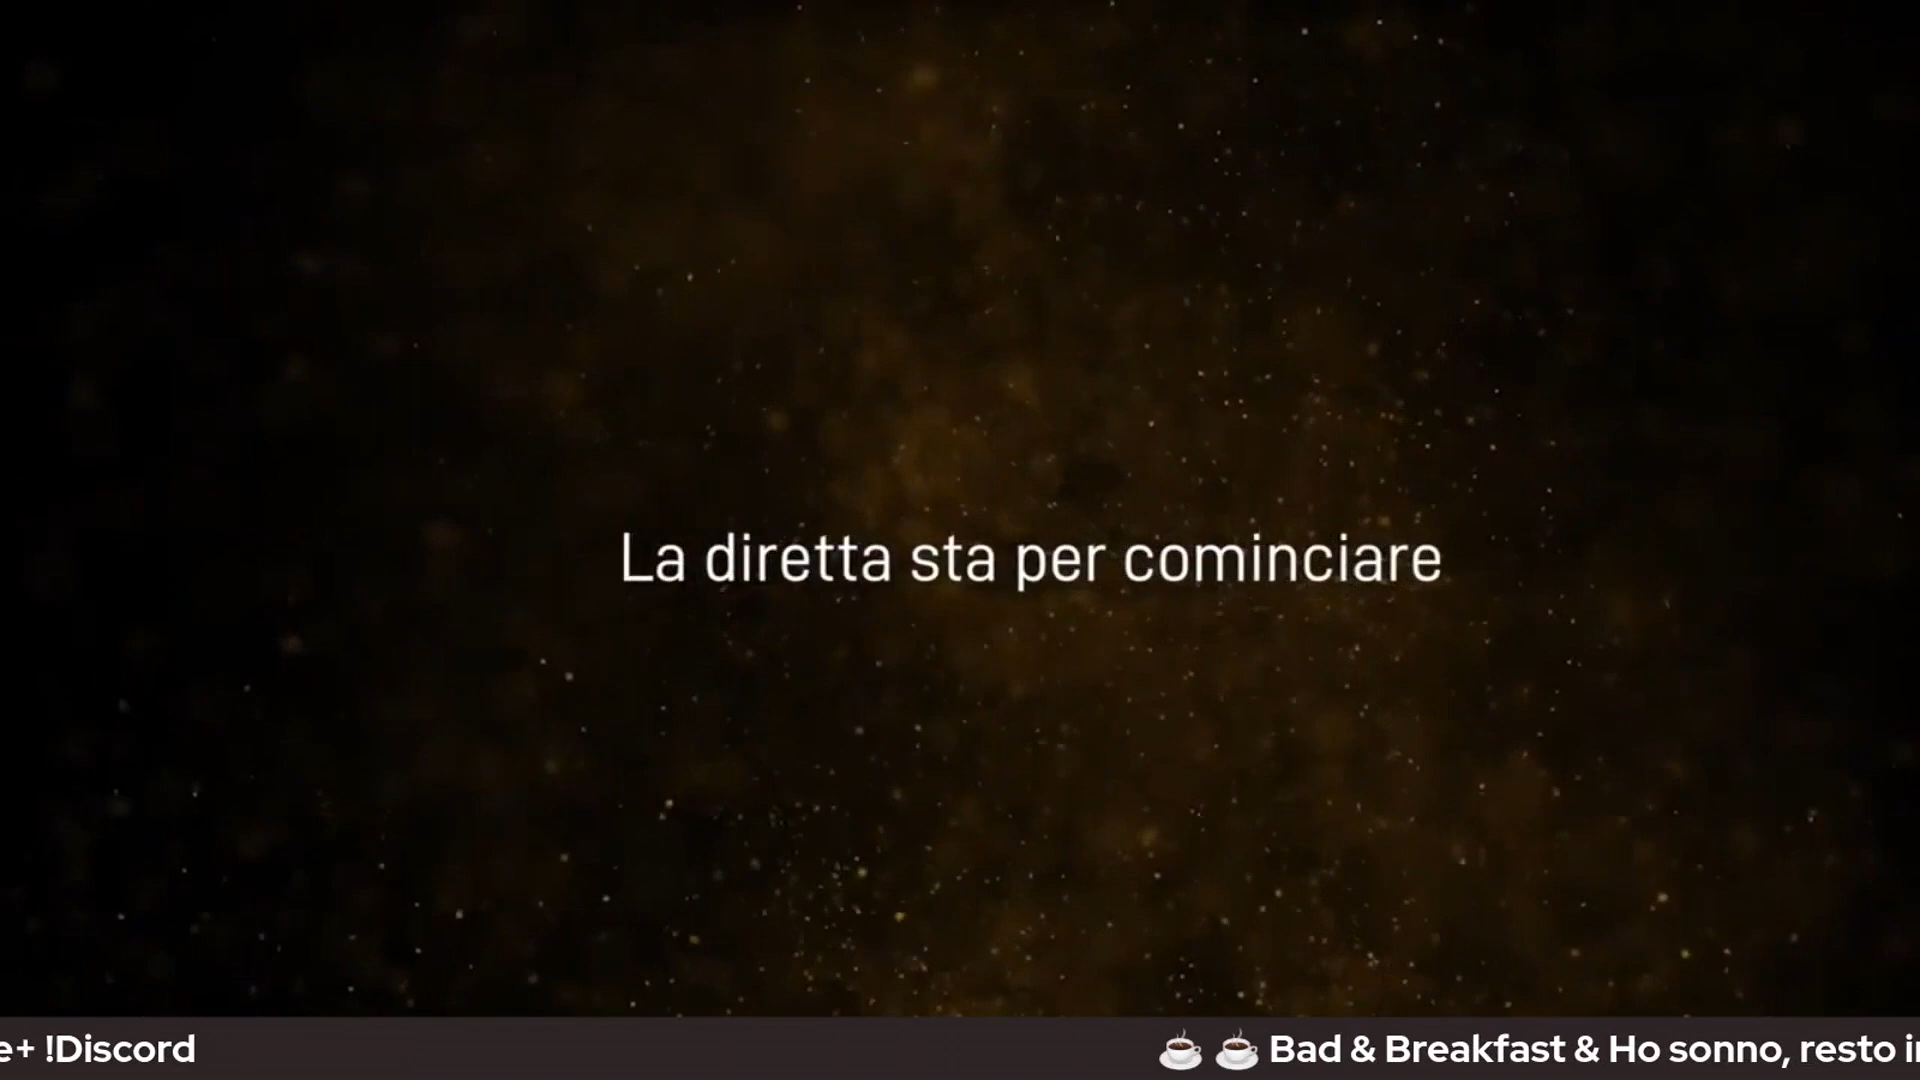 La diretta sta per cominciare
e+ !Discord
☕ ☕ Bad & Breakfast & Ho sonno, resto